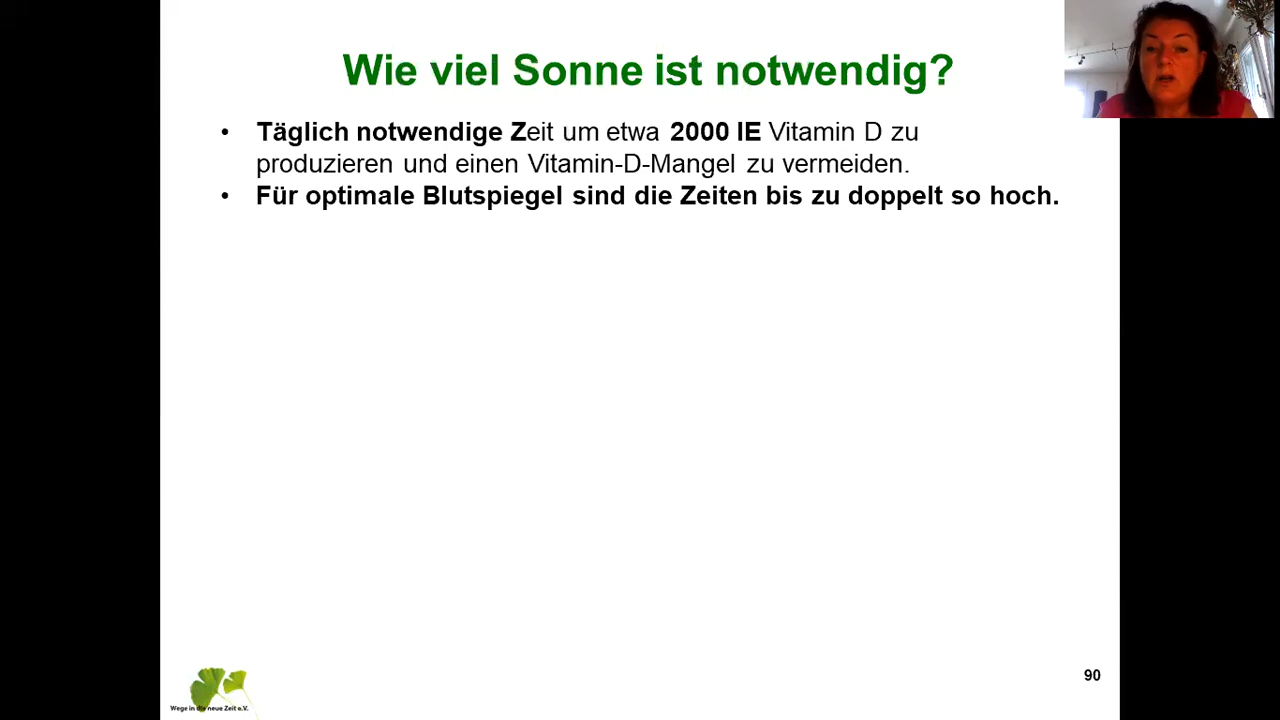 Wie viel Sonne ist notwendig?
• Täglich notwendige Zeit um etwa 2000 IE Vitamin D zu
produzieren und einen Vitamin-D-Mangel zu vermeiden.
• Für optimale Blutspiegel sind die Zeiten bis zu doppelt so hoch.
90
Wege in die neue Zeit e.V.